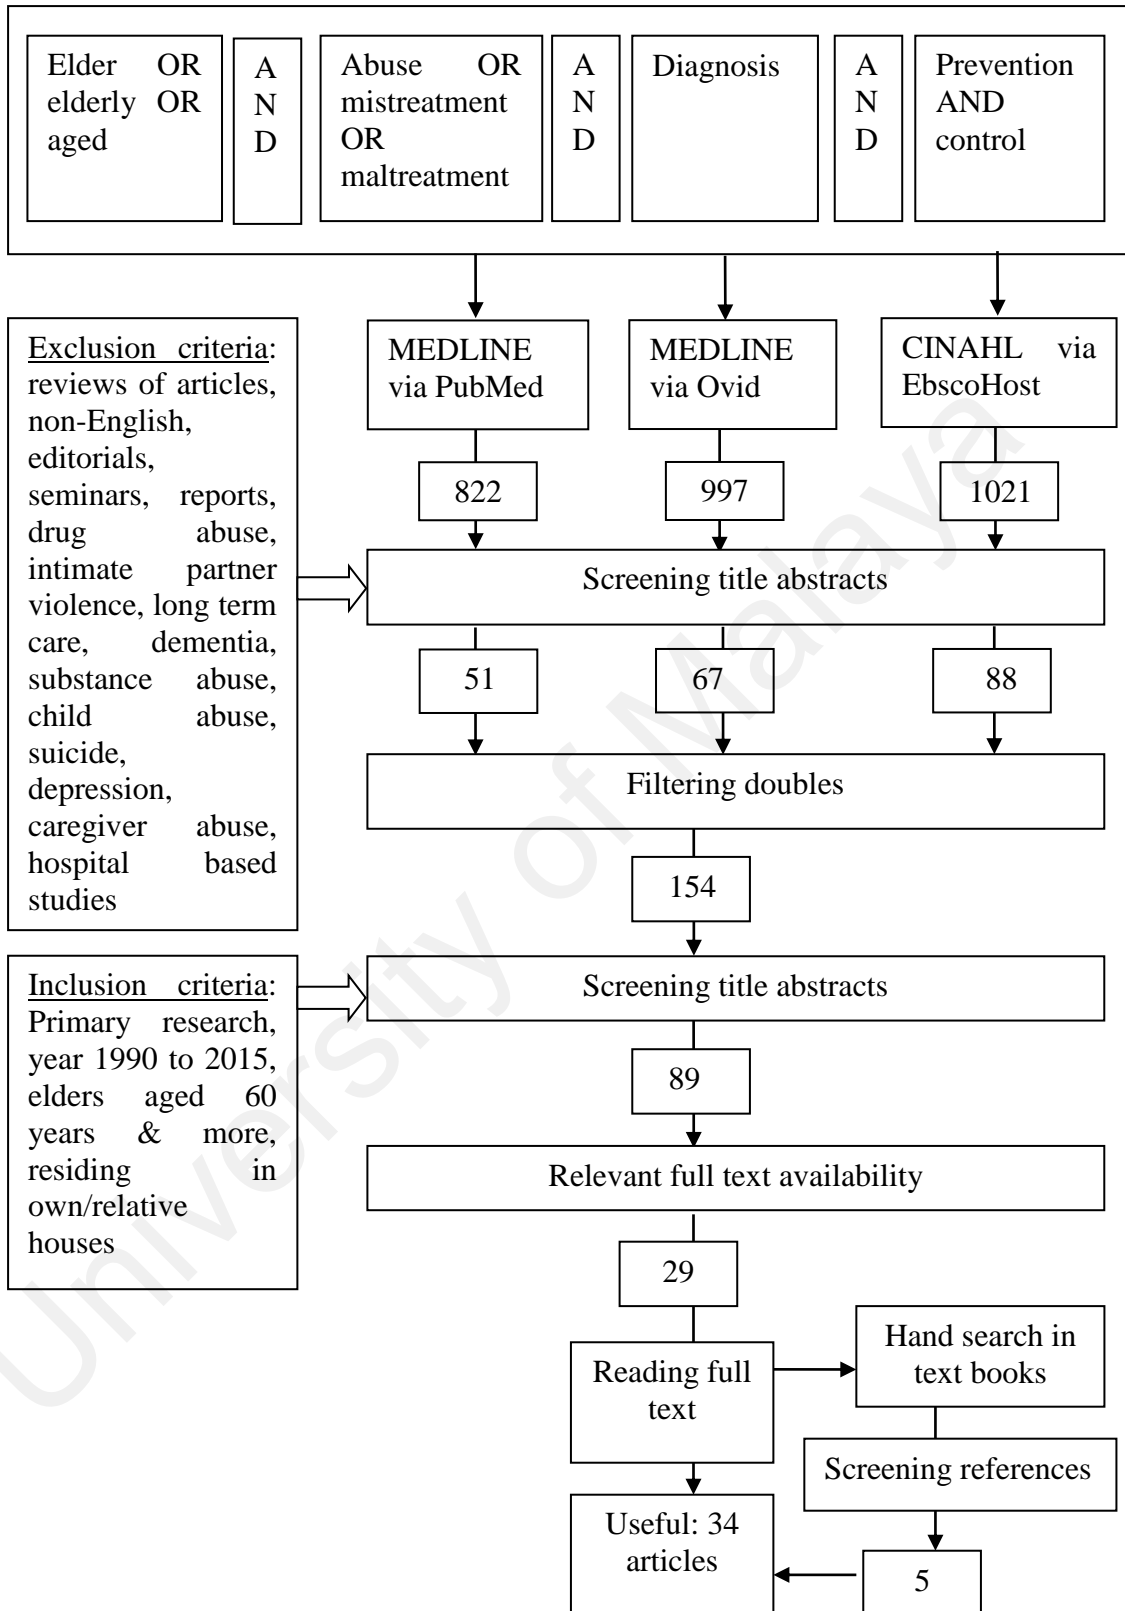 Elder OR
elderly OR
aged
A
N
D
Abuse OR
mistreatment
OR
maltreatment
A
N
D
Diagnosis
A
N
D
Prevention
AND
control
MEDLINE
via PubMed
MEDLINE
via Ovid
CINAHL via
EbscoHost
822
997
1021
Exclusion criteria:
reviews of articles,
non-English,
editorials,
seminars, reports,
drug abuse,
intimate partner
violence, long term
care, dementia,
substance abuse,
child abuse,
suicide,
depression,
caregiver abuse,
hospital based
studies
Screening title abstracts
51
67
88
Filtering doubles
154
Inclusion criteria:
Primary research,
year 1990 to 2015,
elders aged 60
years & more,
residing in
own/relative
houses
Screening title abstracts
89
Relevant full text availability
29
Reading full
text
Hand search in
text books
Screening references
5
Useful: 34
articles
University of Malaya